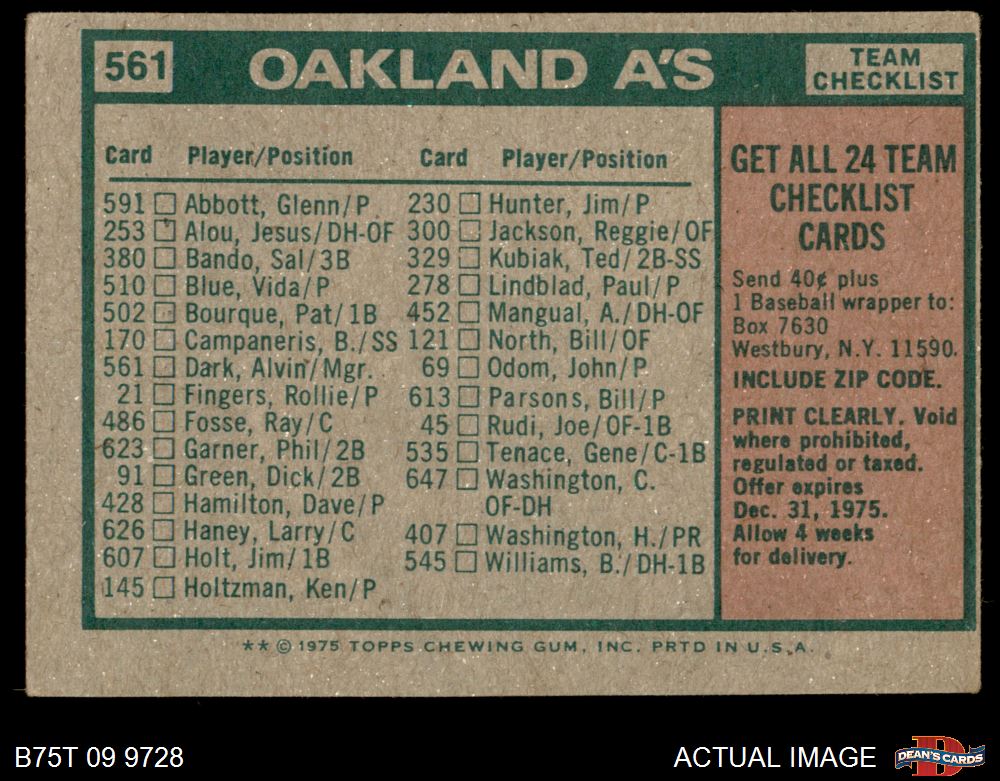 561 OAKLAND A'S TEAM CHECKLIST
Card Player/Position
591 Abbott, Glenn/P
253 Alou, Jesus/DH-OF
380 Bando, Sal/3B
510 Blue, Vida/P
502 Bourque, Pat/1B
170 Campaneris, B./SS
561 Dark, Alvin/Mgr.
21 Fingers, Rollie/P
486 Fosse, Ray/C
623 Garner, Phil/2B
91 Green, Dick/2B
428 Hamilton, Dave/P
626 Haney, Larry/C
607 Holt, Jim/1B
145 Holtzman, Ken/P
Card Player/Position
230 Hunter, Jim/P
300 Jackson, Reggie/OF
329 Kubiak, Ted/2B-SS
278 Lindblad, Paul/P
452 Mangual, A./DH-OF
121 North, Bill/OF
69 Odom, John/P
613 Parsons, Bill/P
45 Rudi, Joe/OF-1B
535 Tenace, Gene/C-1B
647 Washington, C.
OF-DH
407 Washington, H./PR
545 Williams, B./DH-1B
GET ALL 24 TEAM
CHECKLIST
CARDS
Send 40¢ plus
1 Baseball wrapper to:
Box 7630
Westbury, N.Y. 11590.
INCLUDE ZIP CODE.
PRINT CLEARLY. Void
where prohibited,
regulated or taxed.
Offer expires
Dec. 31, 1975.
Allow 4 weeks
for delivery.
** © 1975 TOPPS CHEWING GUM, INC. PRTD IN U.S.A.
B75T 09 9728
ACTUAL IMAGE
D
DEAN'S CARDS